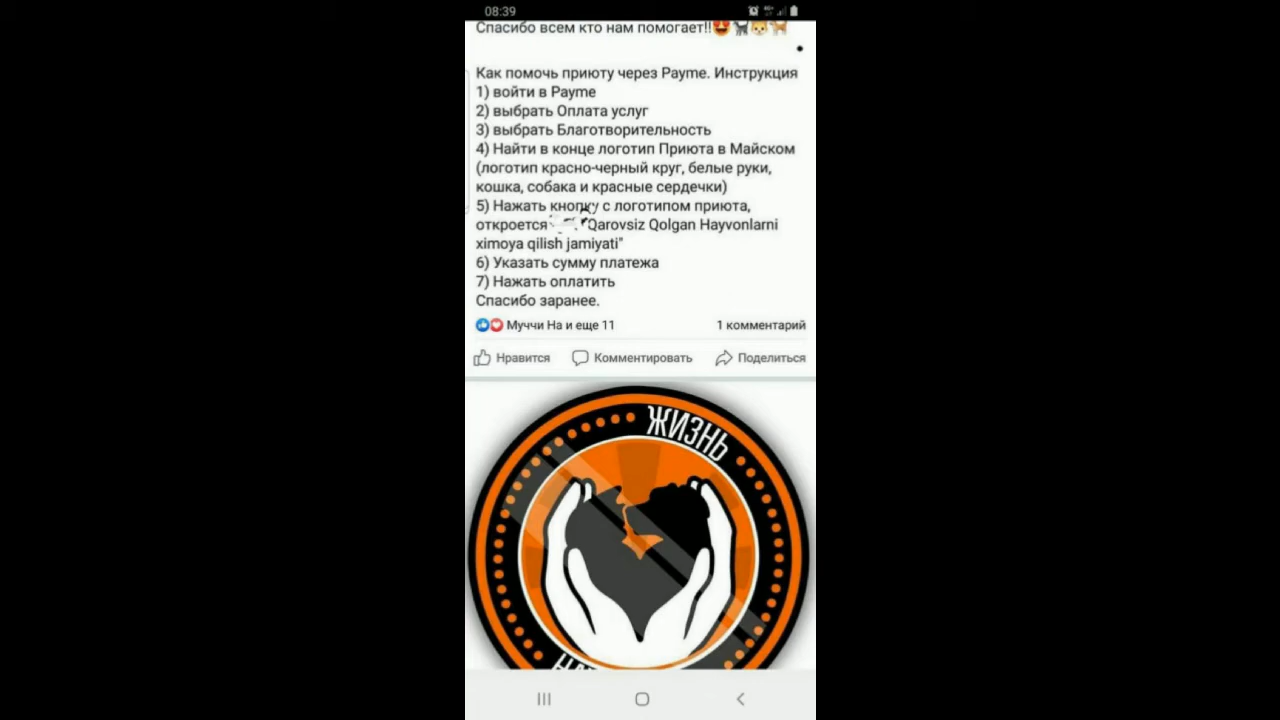 08:39
Спасибо всем кто нам помогает!!
Как помочь приюту через Payme. Инструкция
1) войти в Payme
2) выбрать Оплата услуг
3) выбрать Благотворительность
4) Найти в конце логотип Приюта в Майском
(логотип красно-черный круг, белые руки,
кошка, собака и красные сердечки)
5) Нажать кнопку с логотипом приюта,
откроется "Qarovsiz Qolgan Hayvonlarni
ximoya qilish jamiyati"
6) Указать сумму платежа
7) Нажать оплатить
Спасибо заранее.
Муччи На и еще 11
1 комментарий
Нравится
Комментировать
Поделиться
ЖИЗНЬ